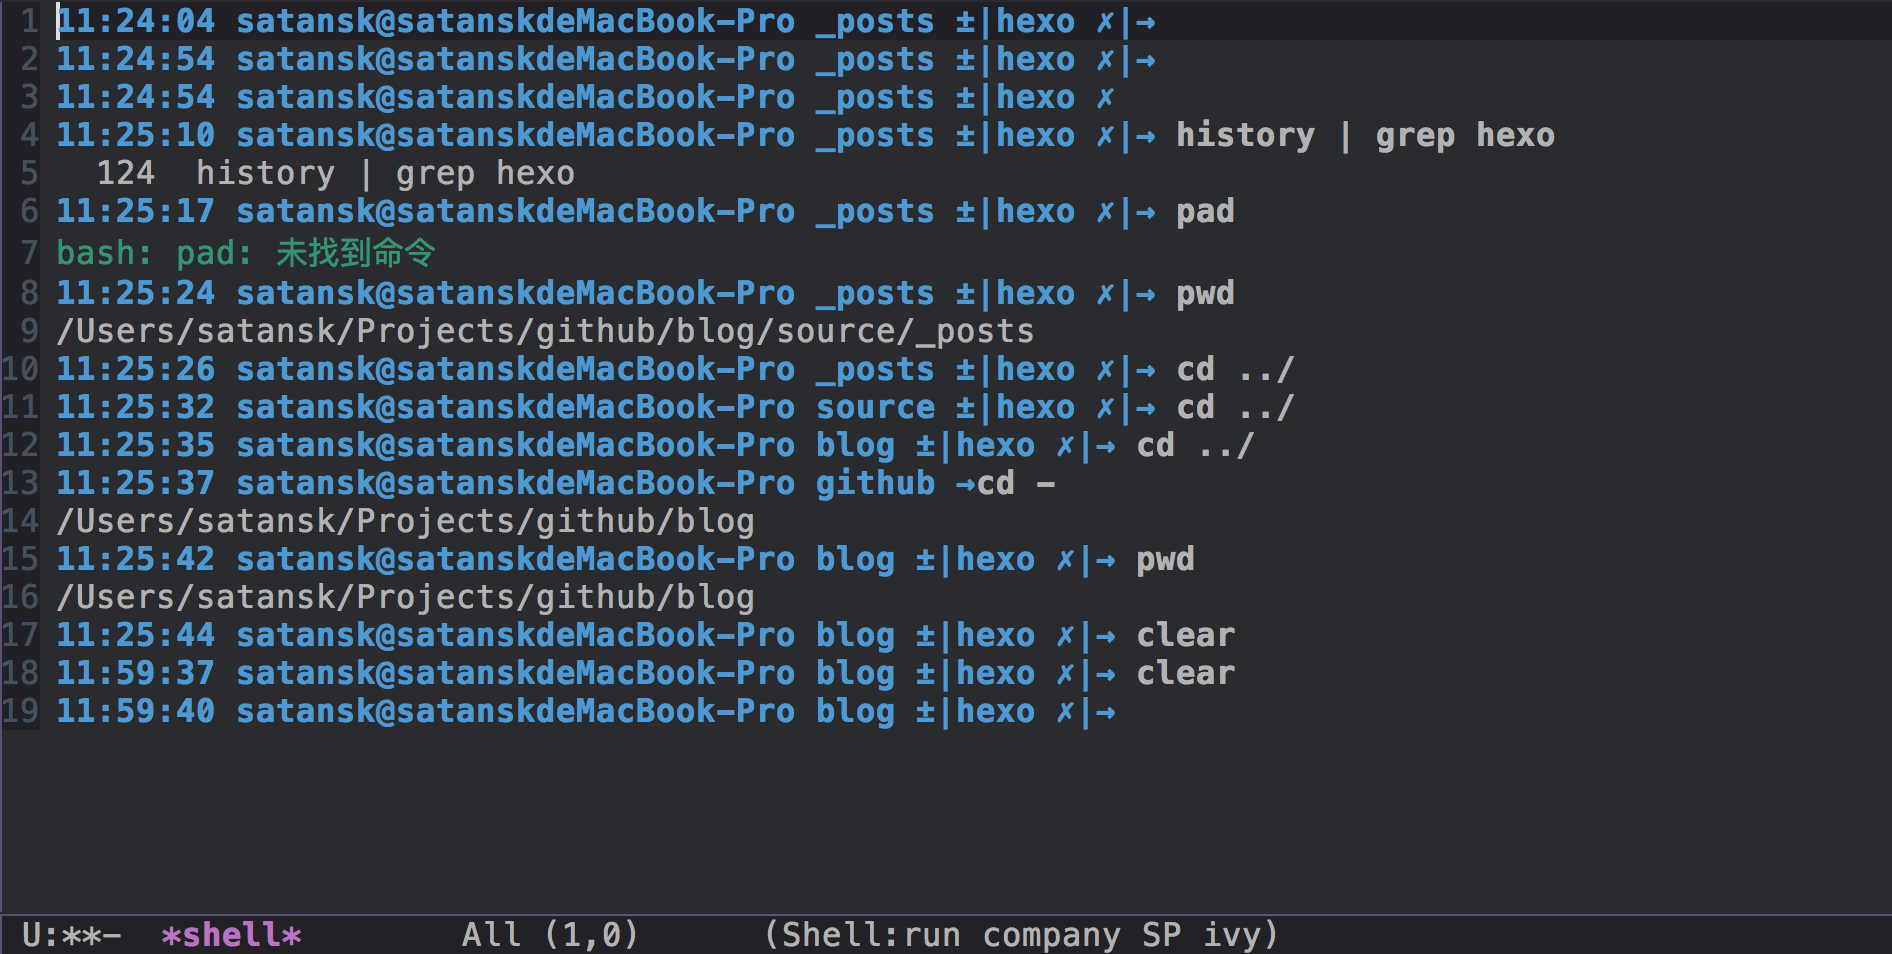 1 11:24:04 satansk@satanskdeMacBook-Pro _posts ±|hexo ✗|→
2 11:24:54 satansk@satanskdeMacBook-Pro _posts ±|hexo ✗|→
3 11:24:54 satansk@satanskdeMacBook-Pro _posts ±|hexo ✗
4 11:25:10 satansk@satanskdeMacBook-Pro _posts ±|hexo ✗|→ history | grep hexo
5   124  history | grep hexo
6 11:25:17 satansk@satanskdeMacBook-Pro _posts ±|hexo ✗|→ pad
7 bash: pad: 未找到命令
8 11:25:24 satansk@satanskdeMacBook-Pro _posts ±|hexo ✗|→ pwd
9 /Users/satansk/Projects/github/blog/source/_posts
10 11:25:26 satansk@satanskdeMacBook-Pro _posts ±|hexo ✗|→ cd ../
11 11:25:32 satansk@satanskdeMacBook-Pro source ±|hexo ✗|→ cd ../
12 11:25:35 satansk@satanskdeMacBook-Pro blog ±|hexo ✗|→ cd ../
13 11:25:37 satansk@satanskdeMacBook-Pro github →cd -
14 /Users/satansk/Projects/github/blog
15 11:25:42 satansk@satanskdeMacBook-Pro blog ±|hexo ✗|→ pwd
16 /Users/satansk/Projects/github/blog
17 11:25:44 satansk@satanskdeMacBook-Pro blog ±|hexo ✗|→ clear
18 11:59:37 satansk@satanskdeMacBook-Pro blog ±|hexo ✗|→ clear
19 11:59:40 satansk@satanskdeMacBook-Pro blog ±|hexo ✗|→
U:**-  *shell*        All (1,0)      (Shell:run company SP ivy)